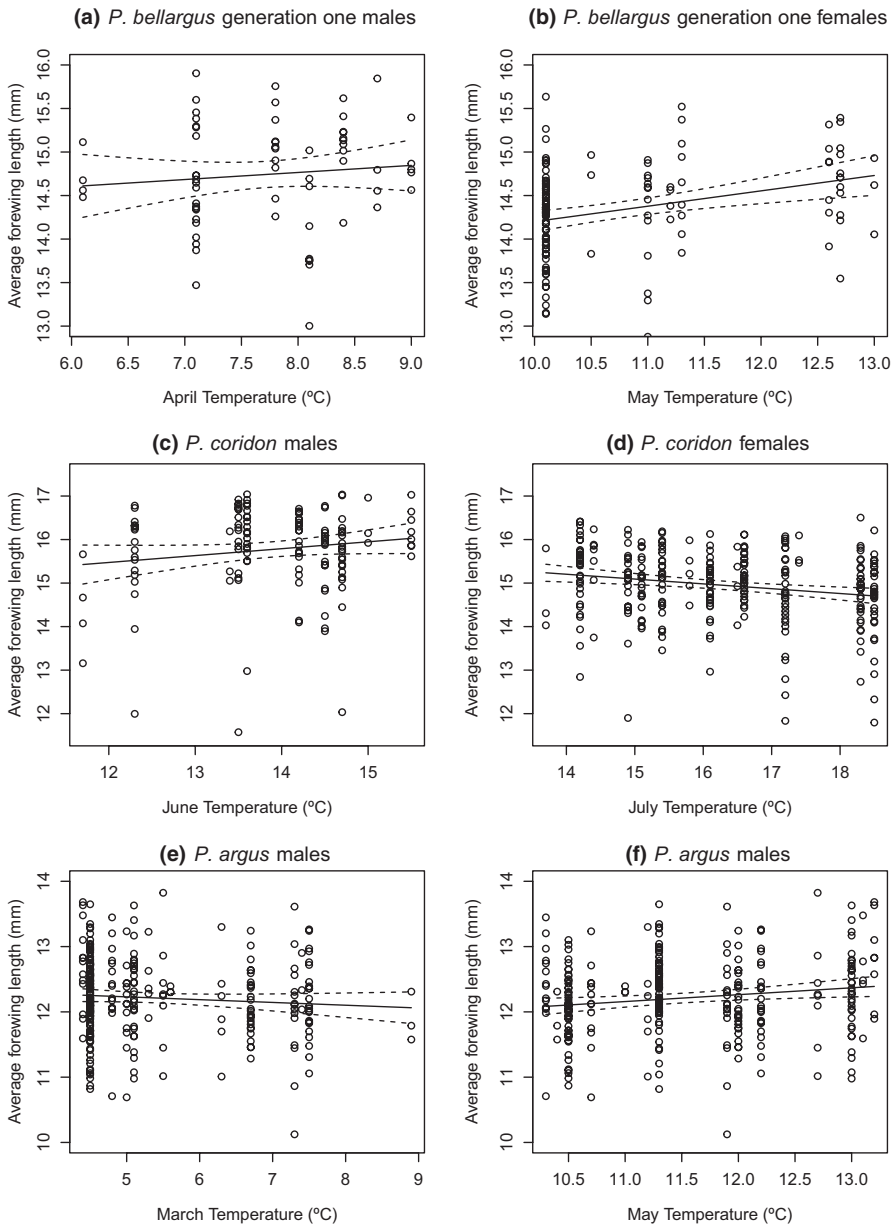 (a) P. bellargus generation one males
Average forewing length (mm)
13.0 13.5 14.0 14.5 15.0 15.5 16.0
6.0 6.5 7.0 7.5 8.0 8.5 9.0
April Temperature (ºC)
(b) P. bellargus generation one females
Average forewing length (mm)
13.0 13.5 14.0 14.5 15.0 15.5 16.0
10.0 10.5 11.0 11.5 12.0 12.5 13.0
May Temperature (ºC)
(c) P. coridon males
Average forewing length (mm)
12 13 14 15 16 17
12 13 14 15
June Temperature (ºC)
(d) P. coridon females
Average forewing length (mm)
12 13 14 15 16 17
14 15 16 17 18
July Temperature (ºC)
(e) P. argus males
Average forewing length (mm)
10 11 12 13 14
5 6 7 8 9
March Temperature (ºC)
(f) P. argus males
Average forewing length (mm)
10 11 12 13 14
10.5 11.0 11.5 12.0 12.5 13.0
May Temperature (ºC)